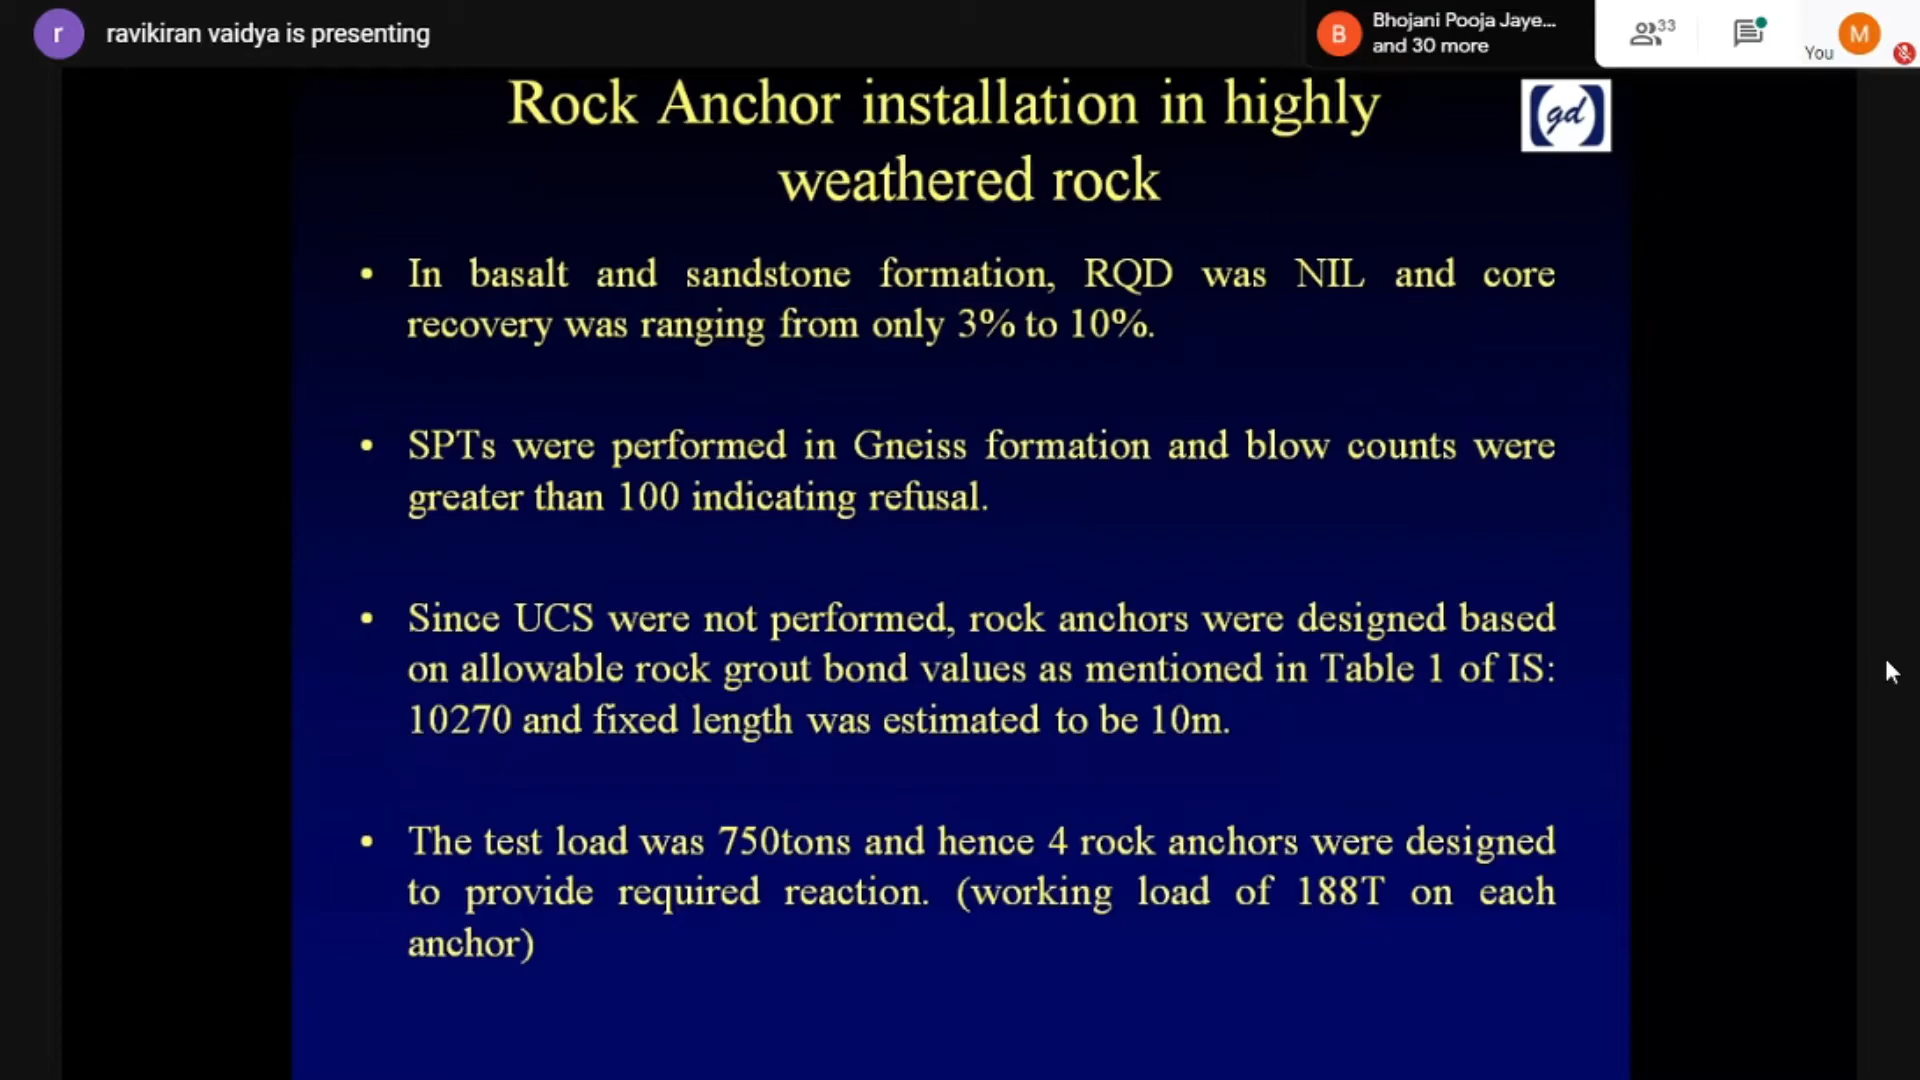 r
ravikiran vaidya is presenting
B
Bhojani Pooja Jaye...
and 30 more
33
You
M
Rock Anchor installation in highly
weathered rock
gd
• In basalt and sandstone formation, RQD was NIL and core
recovery was ranging from only 3% to 10%.
• SPTs were performed in Gneiss formation and blow counts were
greater than 100 indicating refusal.
• Since UCS were not performed, rock anchors were designed based
on allowable rock grout bond values as mentioned in Table 1 of IS:
10270 and fixed length was estimated to be 10m.
• The test load was 750tons and hence 4 rock anchors were designed
to provide required reaction. (working load of 188T on each
anchor)